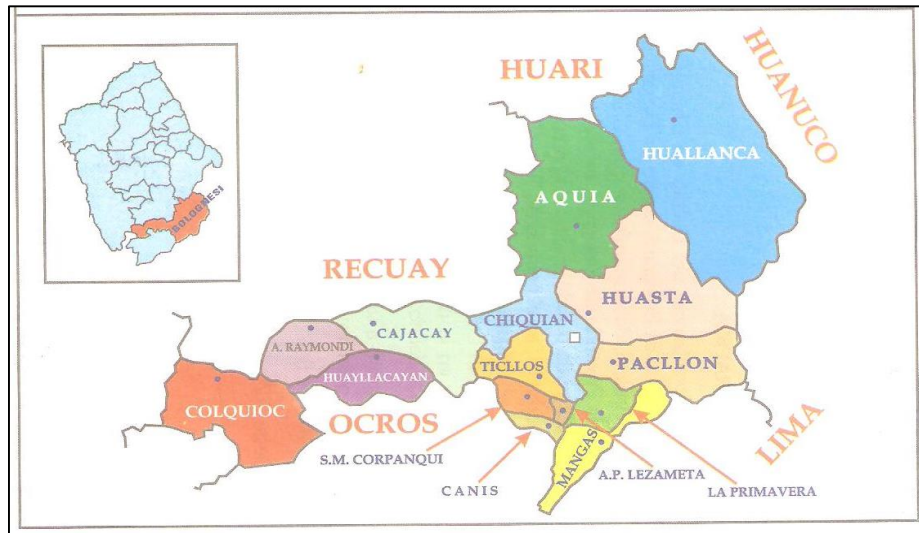 HUARI
HUANUCO
HUALLANCA
AQUIA
BOLOGNESI
RECUAY
HUASTA
CHIQUIAN
CAJACAY
A. RAYMONDI
TICLLOS
PACLLON
HUAYLLACAYAN
COLQUIOC
OCROS
LIMA
S.M. CORPANQUI
MANGAS
A.P. LEZAMETA
CANIS
LA PRIMAVERA